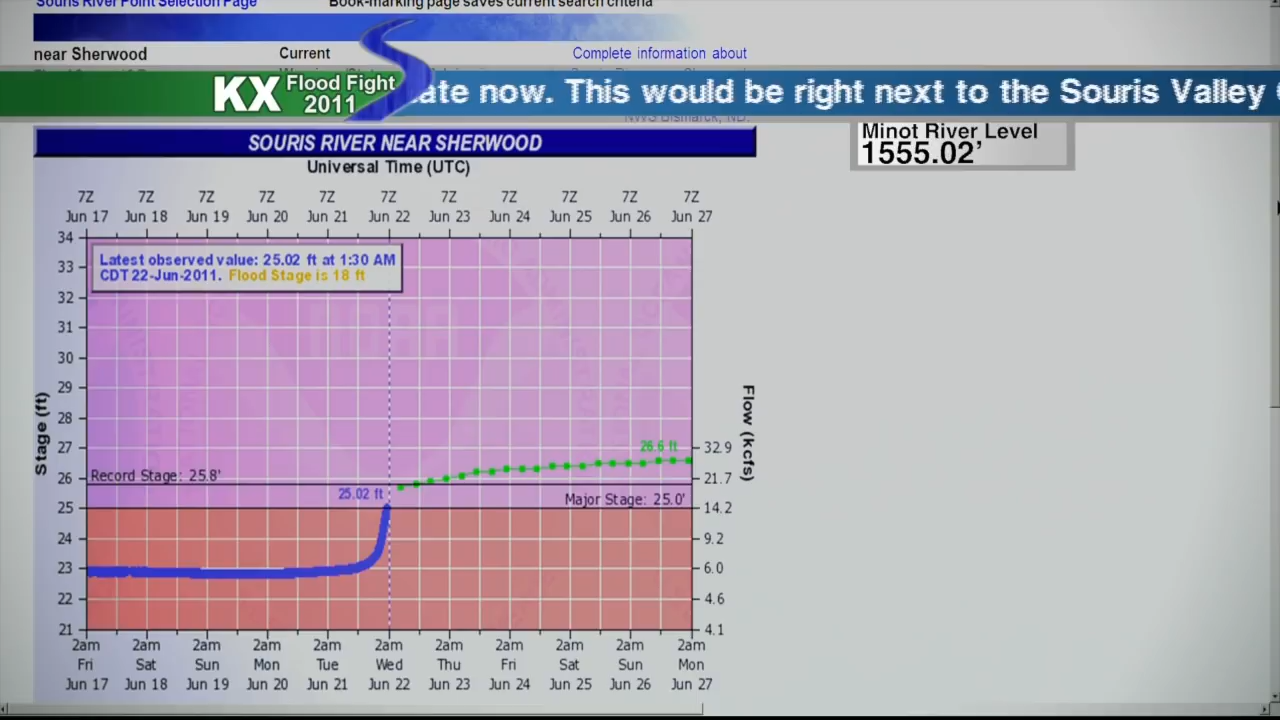 Souris River Point Selection Page
Book-marking page saves current search criteria
near Sherwood
Current
Complete information about
KX Flood Fight 2011
ate now. This would be right next to the Souris Valley
NWS Bismarck, ND.
SOURIS RIVER NEAR SHERWOOD
Minot River Level
1555.02'
Universal Time (UTC)
7Z 7Z 7Z 7Z 7Z 7Z 7Z 7Z 7Z 7Z 7Z
Jun 17 Jun 18 Jun 19 Jun 20 Jun 21 Jun 22 Jun 23 Jun 24 Jun 25 Jun 26 Jun 27
Latest observed value: 25.02 ft at 1:30 AM
CDT 22-Jun-2011. Flood Stage is 18 ft
NOAA
34
33
32
31
30
29
28
27
26
25
24
23
22
21
Stage (ft)
Record Stage: 25.8'
25.02 ft
26.6 ft
Major Stage: 25.0'
Flow (kcfs)
32.9
21.7
14.2
9.2
6.0
4.6
4.1
2am 2am 2am 2am 2am 2am 2am 2am 2am 2am 2am
Fri Sat Sun Mon Tue Wed Thu Fri Sat Sun Mon
Jun 17 Jun 18 Jun 19 Jun 20 Jun 21 Jun 22 Jun 23 Jun 24 Jun 25 Jun 26 Jun 27